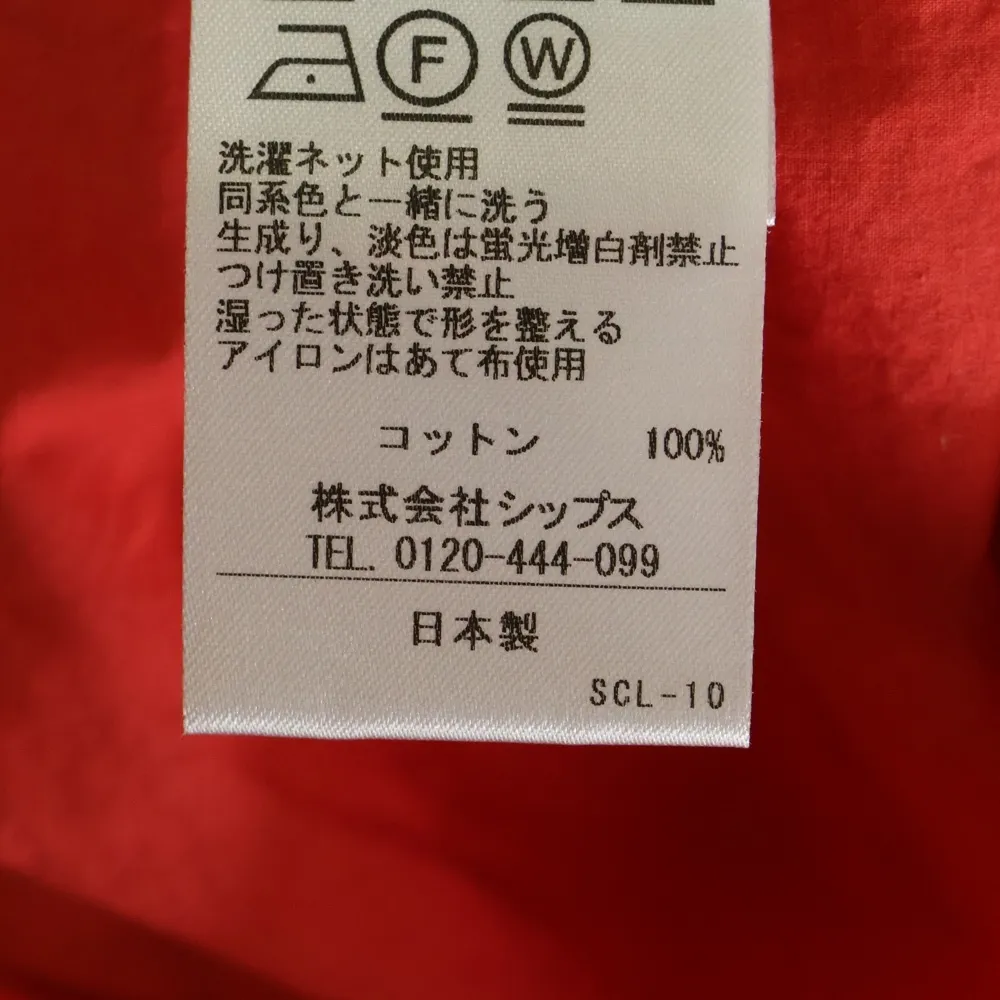 F W
洗濯ネット使用
同系色と一緒に洗う
生成り、淡色は蛍光増白剤禁止
つけ置き洗い禁止
湿った状態で形を整える
アイロンはあて布使用
コットン 100%
株式会社シップス
TEL. 0120-444-099
日本製
SCL-10